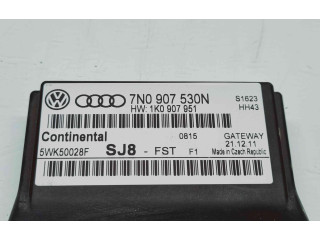 7N0 907 530N
HW: 1K0 907 951
S1623
HH43
Continental
0815
GATEWAY
5WK50028F
SJ8 - FST
F1
21.12.11
Made in Czech Republic